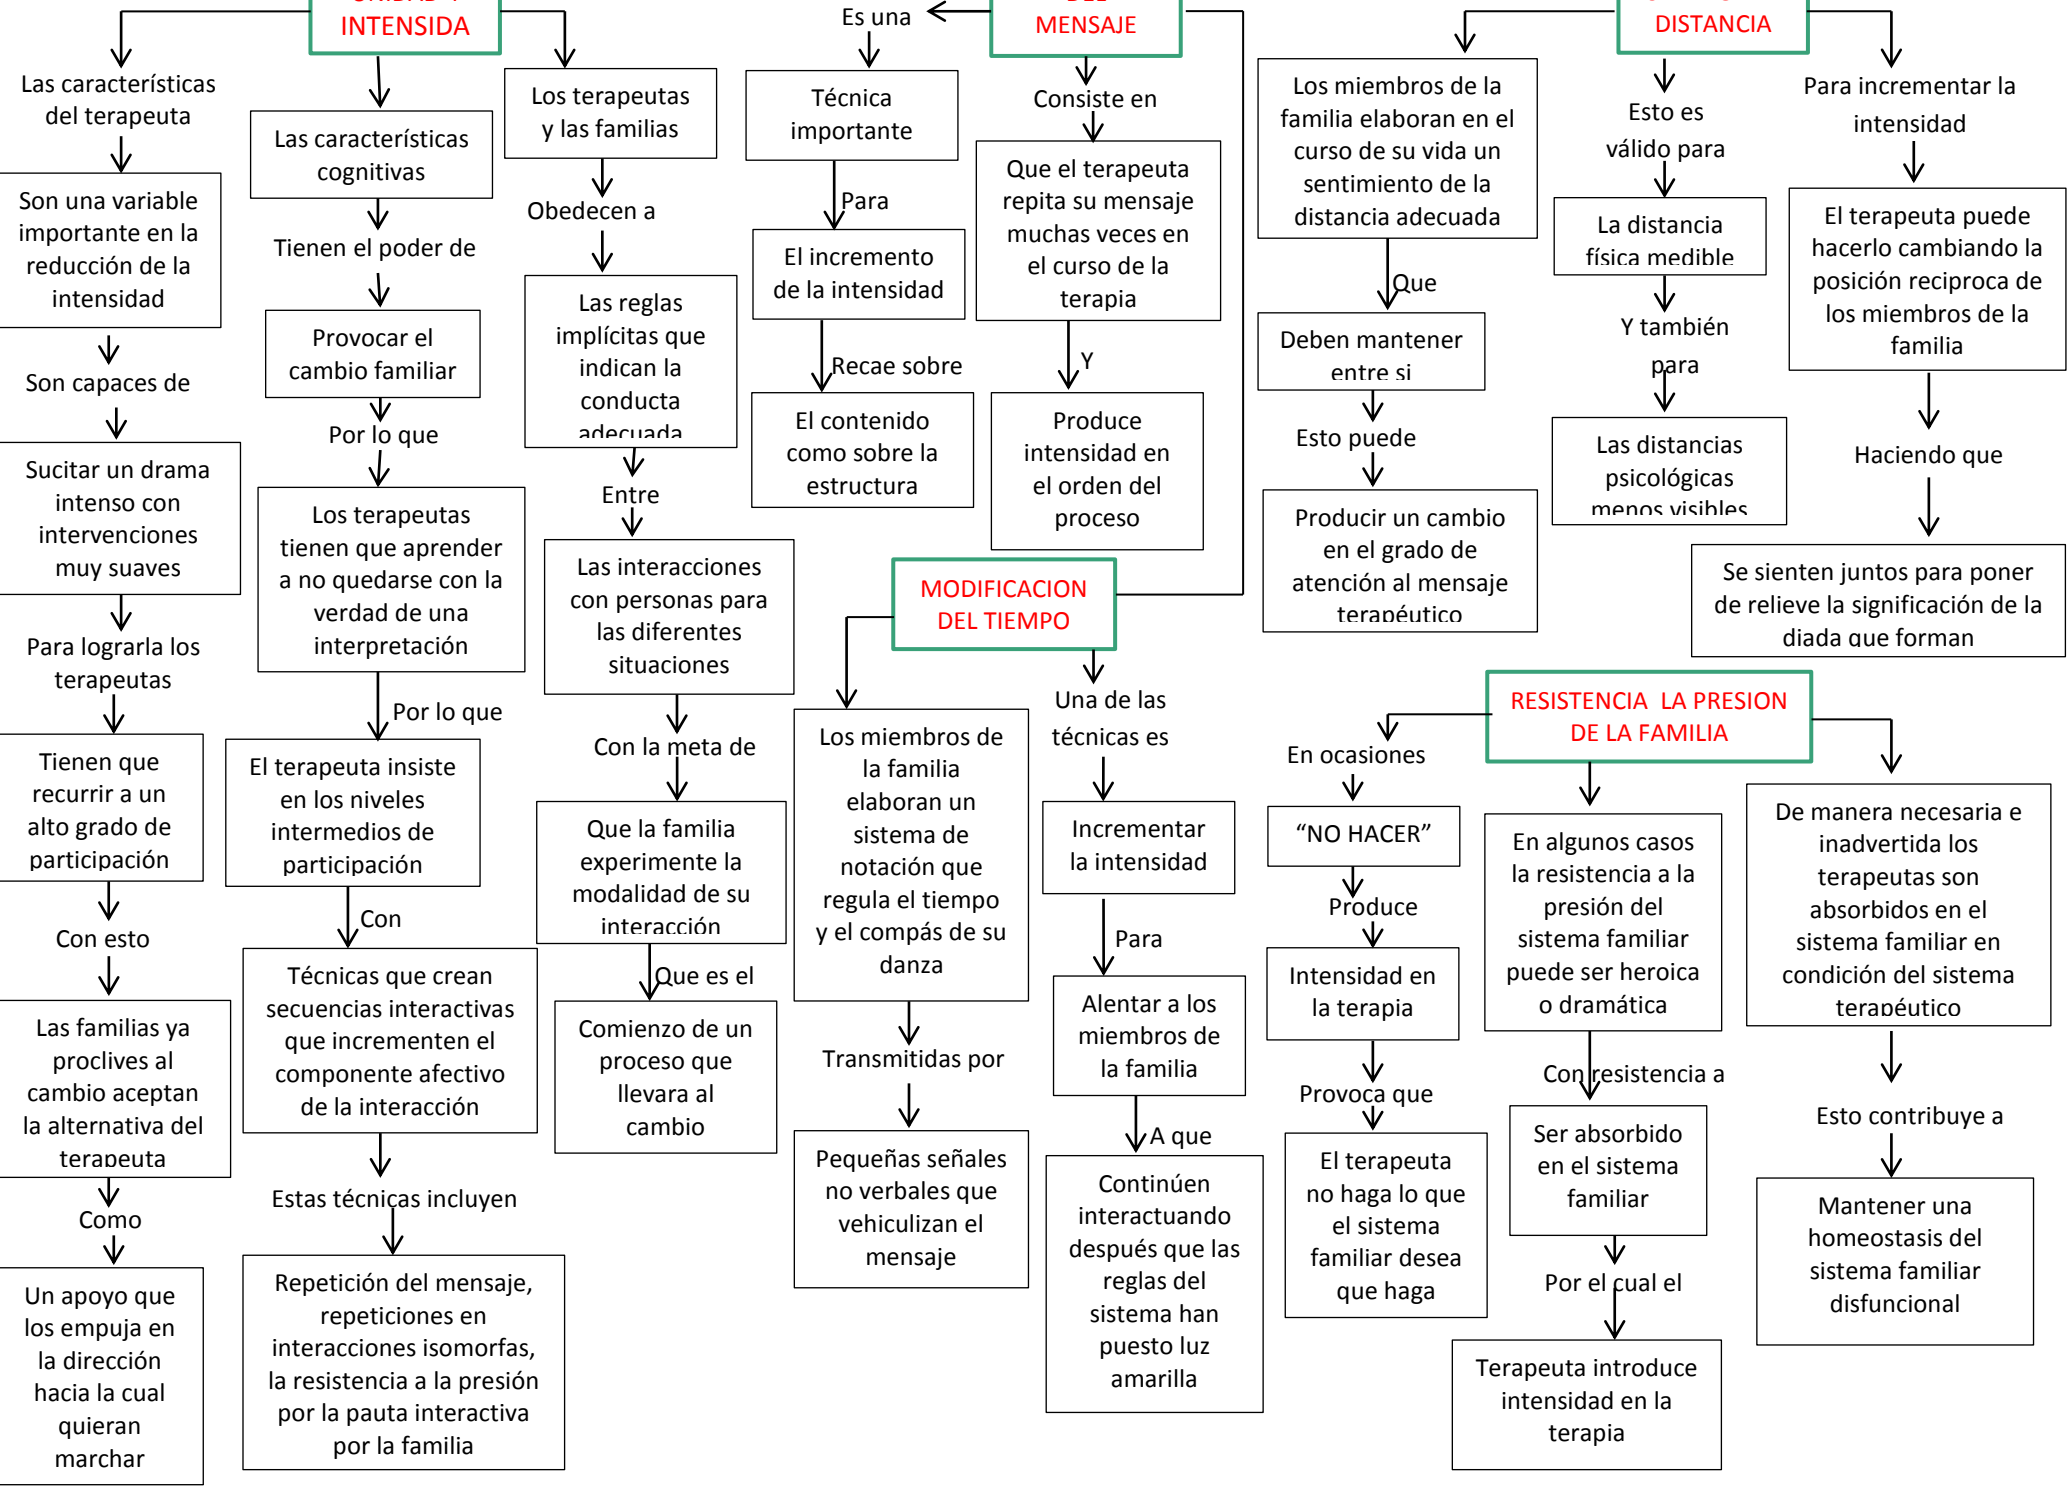 INTENSIDA
Las características
del terapeuta
Son una variable
importante en la
reducción de la
intensidad
Son capaces de
Sucitar un drama
intenso con
intervenciones
muy suaves
Para lograrla los
terapeutas
Tienen que
recurrir a un
alto grado de
participación
Con esto
Las familias ya
proclives al
cambio aceptan
la alternativa del
terapeuta
Como
Un apoyo que
los empuja en
la dirección
hacia la cual
quieran
marchar
Las características
cognitivas
Tienen el poder de
Provocar el
cambio familiar
Por lo que
Los terapeutas
tienen que aprender
a no quedarse con la
verdad de una
interpretación
Por lo que
El terapeuta insiste
en los niveles
intermedios de
participación
Con
Técnicas que crean
secuencias interactivas
que incrementen el
componente afectivo
de la interacción
Estas técnicas incluyen
Repetición del mensaje,
repeticiones en
interacciones isomorfas,
la resistencia a la presión
por la pauta interactiva
por la familia
Los terapeutas
y las familias
Obedecen a
Las reglas
implícitas que
indican la
conducta
adecuada
Entre
Las interacciones
con personas para
las diferentes
situaciones
Con la meta de
Que la familia
experimente la
modalidad de su
interacción
Que es el
Comienzo de un
proceso que
llevara al
cambio
DEL
MENSAJE
Es una
Técnica
importante
Para
El incremento
de la intensidad
Recae sobre
El contenido
como sobre la
estructura
Consiste en
Que el terapeuta
repita su mensaje
muchas veces en
el curso de la
terapia
Y
Produce
intensidad en
el orden del
proceso
MODIFICACION
DEL TIEMPO
Los miembros de
la familia
elaboran un
sistema de
notación que
regula el tiempo
y el compás de su
danza
Transmitidas por
Pequeñas señales
no verbales que
vehiculizan el
mensaje
Una de las
técnicas es
Incrementar
la intensidad
Para
Alentar a los
miembros de
la familia
A que
Continúen
interactuando
después que las
reglas del
sistema han
puesto luz
amarilla
DISTANCIA
Los miembros de la
familia elaboran en el
curso de su vida un
sentimiento de la
distancia adecuada
Que
Deben mantener
entre si
Esto puede
Producir un cambio
en el grado de
atención al mensaje
terapéutico
Esto es
válido para
La distancia
física medible
Y también
para
Las distancias
psicológicas
menos visibles
Para incrementar la
intensidad
El terapeuta puede
hacerlo cambiando la
posición reciproca de
los miembros de la
familia
Haciendo que
Se sienten juntos para poner
de relieve la significación de la
diada que forman
RESISTENCIA LA PRESION
DE LA FAMILIA
En ocasiones
“NO HACER”
Produce
Intensidad en
la terapia
Provoca que
El terapeuta
no haga lo que
el sistema
familiar desea
que haga
En algunos casos
la resistencia a la
presión del
sistema familiar
puede ser heroica
o dramática
Con resistencia a
Ser absorbido
en el sistema
familiar
Por el cual el
Terapeuta introduce
intensidad en la
terapia
De manera necesaria e
inadvertida los
terapeutas son
absorbidos en el
sistema familiar en
condición del sistema
terapéutico
Esto contribuye a
Mantener una
homeostasis del
sistema familiar
disfuncional